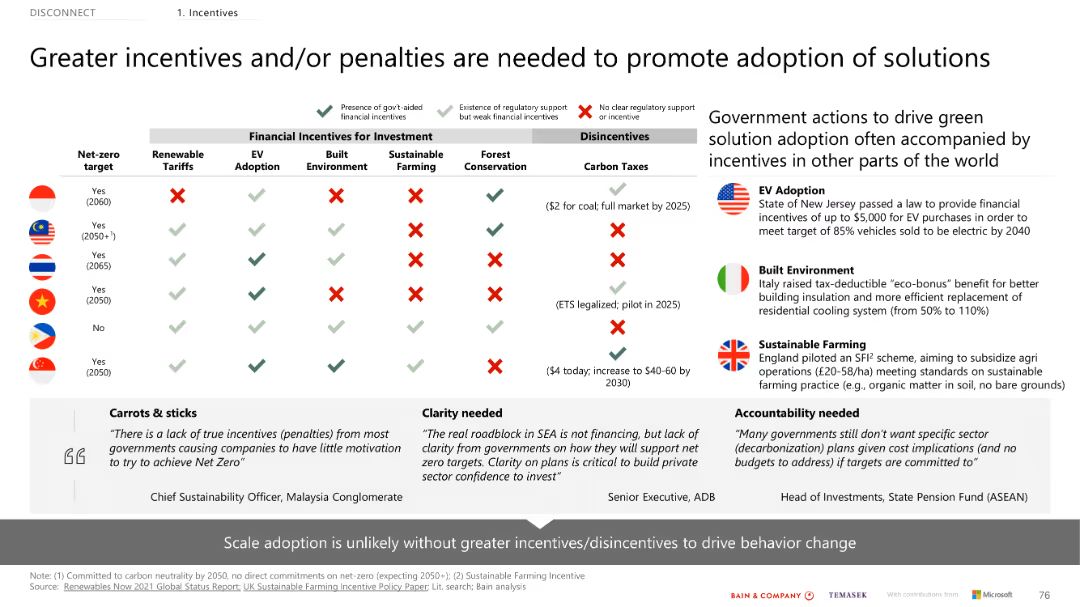 DISCONNECT
1. Incentives
Greater incentives and/or penalties are needed to promote adoption of solutions
Presence of gov't-aided
financial incentives
Existence of regulatory support
but weak financial incentives
No clear regulatory support
or incentive
Financial Incentives for Investment
Disincentives
Net-zero
target
Renewable
Tariffs
EV
Adoption
Built
Environment
Sustainable
Farming
Forest
Conservation
Carbon Taxes
Yes
(2060)
($2 for coal; full market by 2025)
Yes
(2050+¹)
Yes
(2065)
Yes
(2050)
(ETS legalized; pilot in 2025)
No
Yes
(2050)
($4 today; increase to $40-60 by
2030)
Government actions to drive green
solution adoption often accompanied by
incentives in other parts of the world
EV Adoption
State of New Jersey passed a law to provide financial
incentives of up to $5,000 for EV purchases in order to
meet target of 85% vehicles sold to be electric by 2040
Built Environment
Italy raised tax-deductible "eco-bonus" benefit for better
building insulation and more efficient replacement of
residential cooling system (from 50% to 110%)
Sustainable Farming
England piloted an SFI² scheme, aiming to subsidize agri
operations (£20-58/ha) meeting standards on sustainable
farming practice (e.g., organic matter in soil, no bare grounds)
Carrots & sticks
"There is a lack of true incentives (penalties) from most
governments causing companies to have little motivation
to try to achieve Net Zero"
Chief Sustainability Officer, Malaysia Conglomerate
Clarity needed
"The real roadblock in SEA is not financing, but lack of
clarity from governments on how they will support net
zero targets. Clarity on plans is critical to build private
sector confidence to invest"
Senior Executive, ADB
Accountability needed
"Many governments still don't want specific sector
(decarbonization) plans given cost implications (and no
budgets to address) if targets are committed to"
Head of Investments, State Pension Fund (ASEAN)
Scale adoption is unlikely without greater incentives/disincentives to drive behavior change
Note: (1) Committed to carbon neutrality by 2050, no direct commitments on net-zero (expecting 2050+); (2) Sustainable Farming Incentive
Source: Renewables Now 2021 Global Status Report; UK Sustainable Farming Incentive Policy Paper; Lit. search; Bain analysis
BAIN & COMPANY
TEMASEK
With contributions from
Microsoft
76